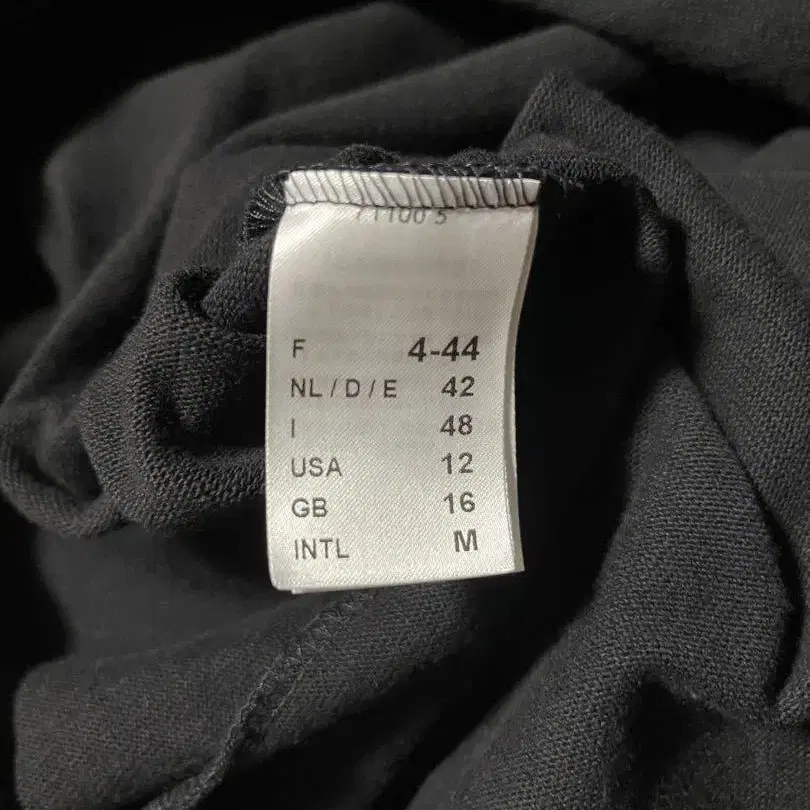 F 4-44
NL / D / E 42
I 48
USA 12
GB 16
INTL M